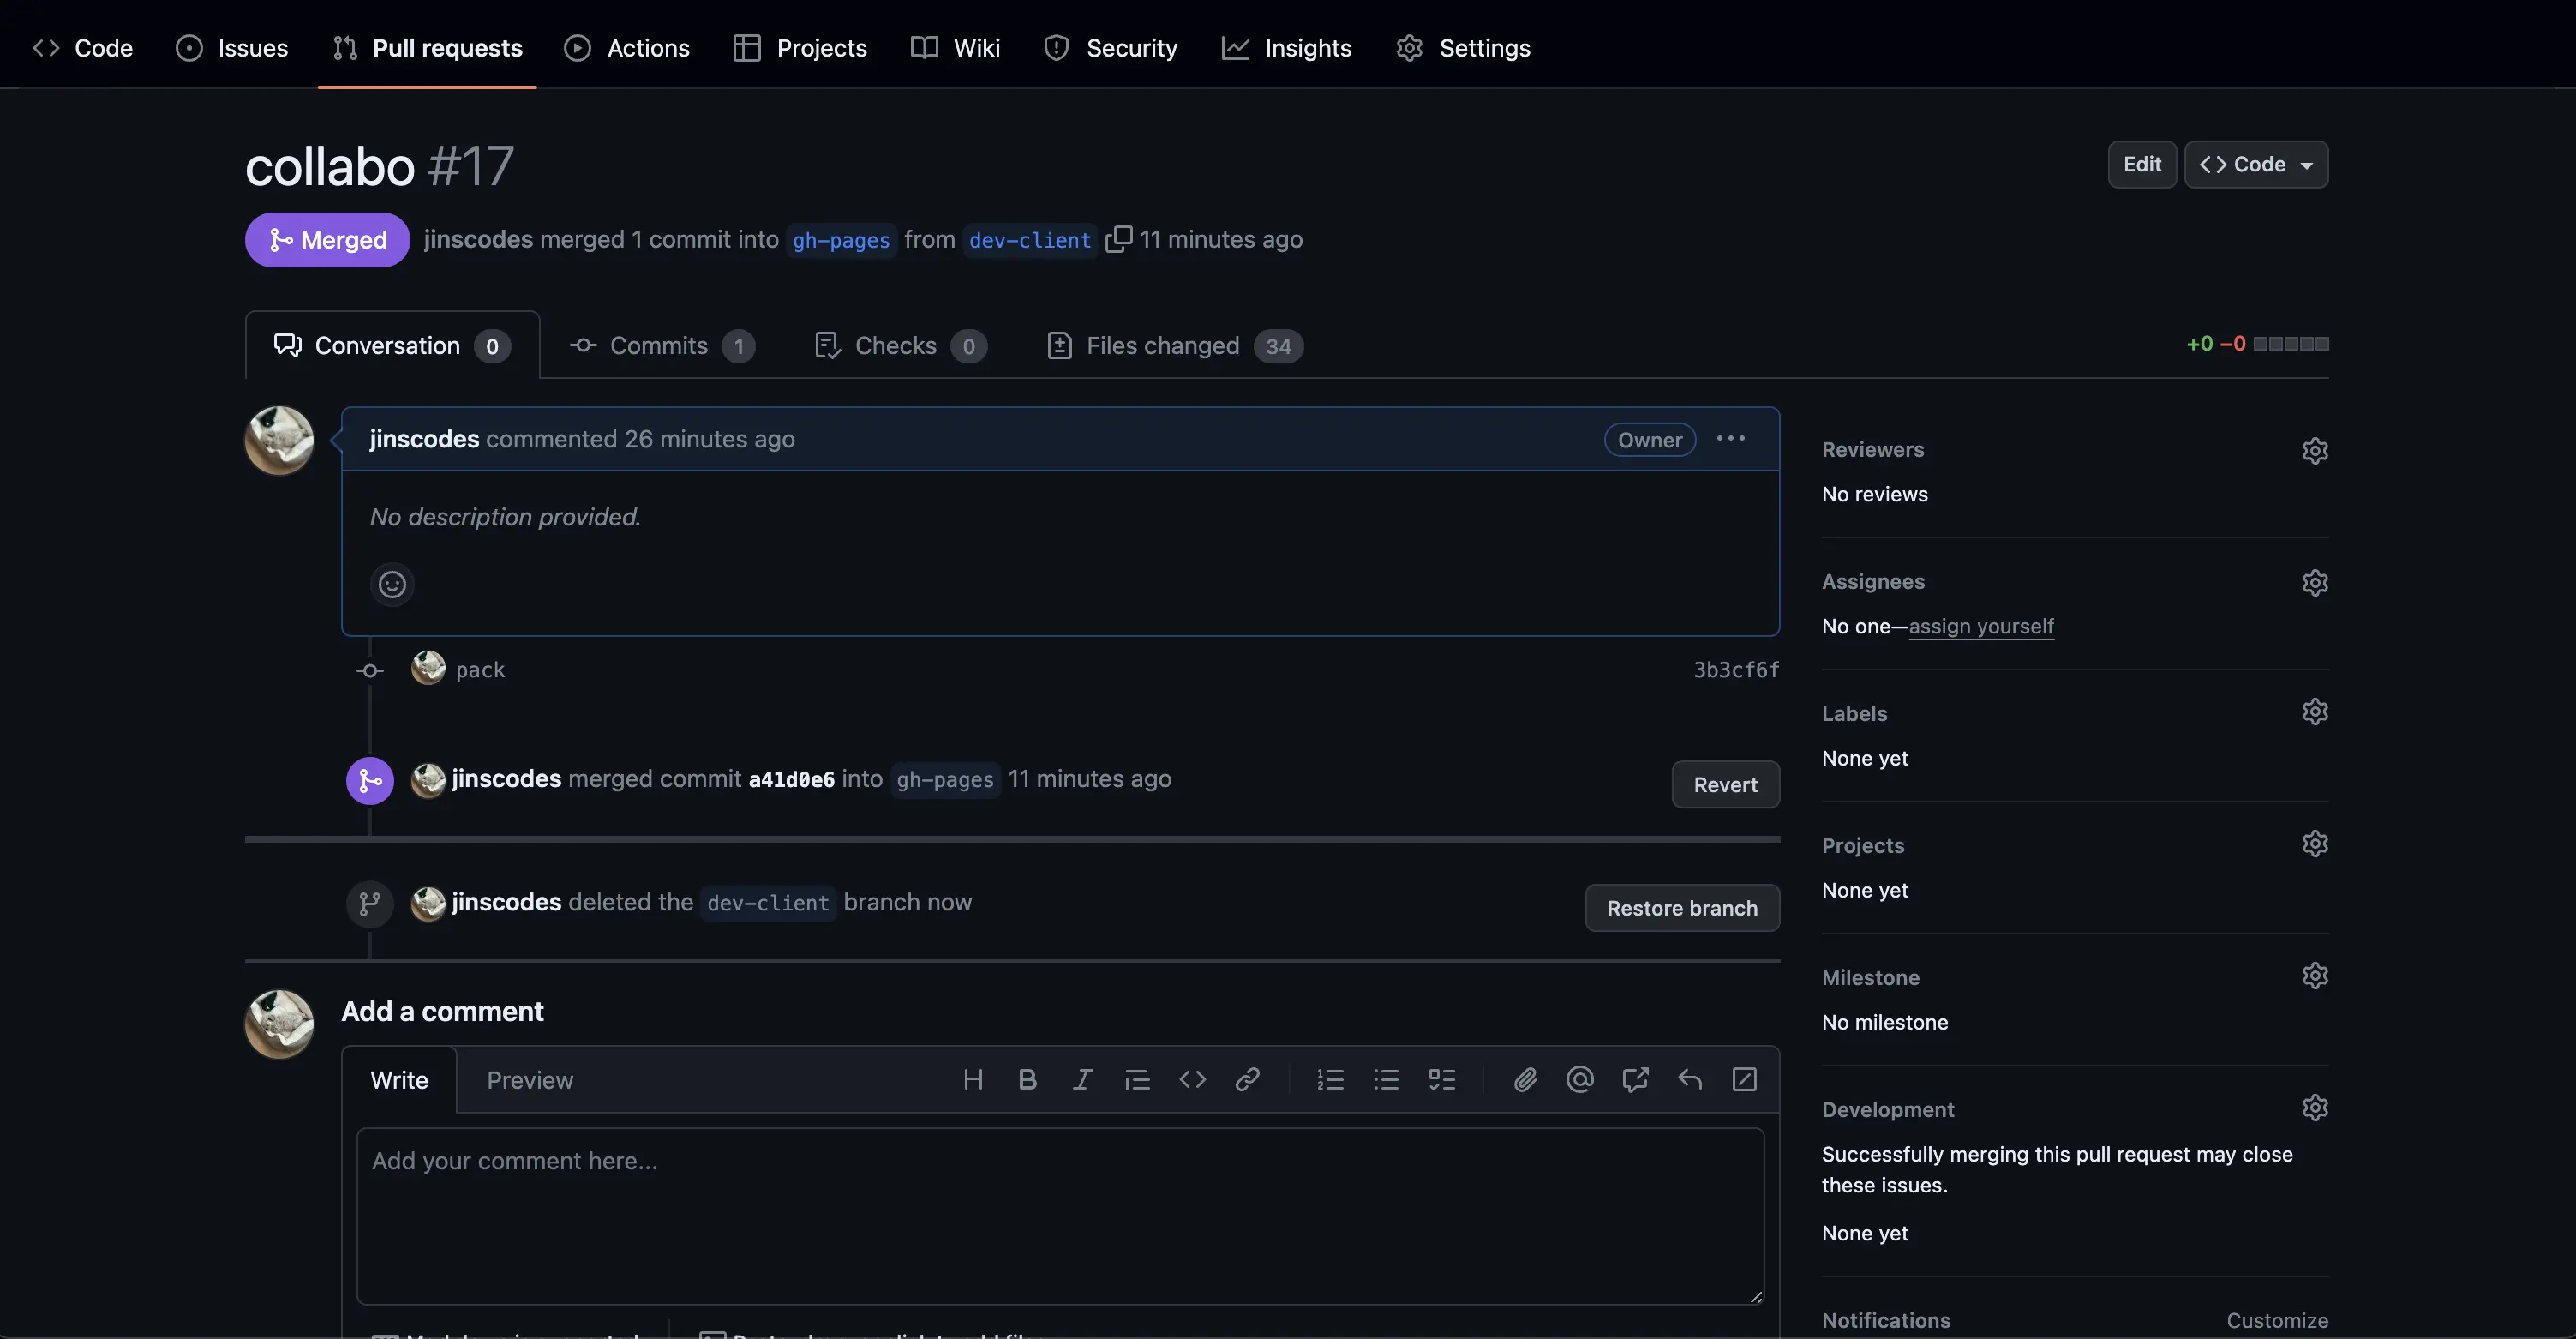 Code Issues Pull requests Actions Projects Wiki Security Insights Settings
collabo #17
Edit Code
Merged jinscodes merged 1 commit into gh-pages from dev-client 11 minutes ago
Conversation 0 Commits 1 Checks 0 Files changed 34
+0 −0
jinscodes commented 26 minutes ago Owner
No description provided.
pack 3b3cf6f
jinscodes merged commit a41d0e6 into gh-pages 11 minutes ago
Revert
jinscodes deleted the dev-client branch now
Restore branch
Add a comment
Write Preview
Add your comment here...
Reviewers
No reviews
Assignees
No one—assign yourself
Labels
None yet
Projects
None yet
Milestone
No milestone
Development
Successfully merging this pull request may close
these issues.
None yet
Notifications Customize